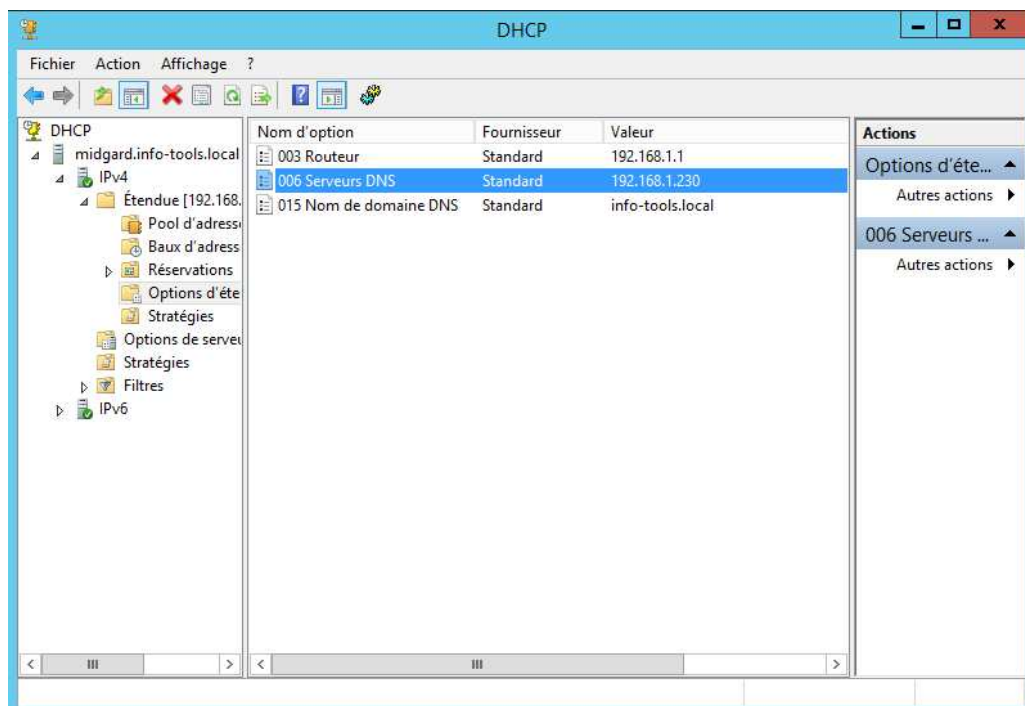 DHCP
Fichier Action Affichage ?
DHCP
midgard.info-tools.local
IPv4
Étendue [192.168.
Pool d'adress
Baux d'adress
Réservations
Options d'éte
Stratégies
Options de serveu
Stratégies
Filtres
IPv6
Nom d'option Fournisseur Valeur
003 Routeur Standard 192.168.1.1
006 Serveurs DNS Standard 192.168.1.230
015 Nom de domaine DNS Standard info-tools.local
Actions
Options d'éte...
Autres actions
006 Serveurs ...
Autres actions